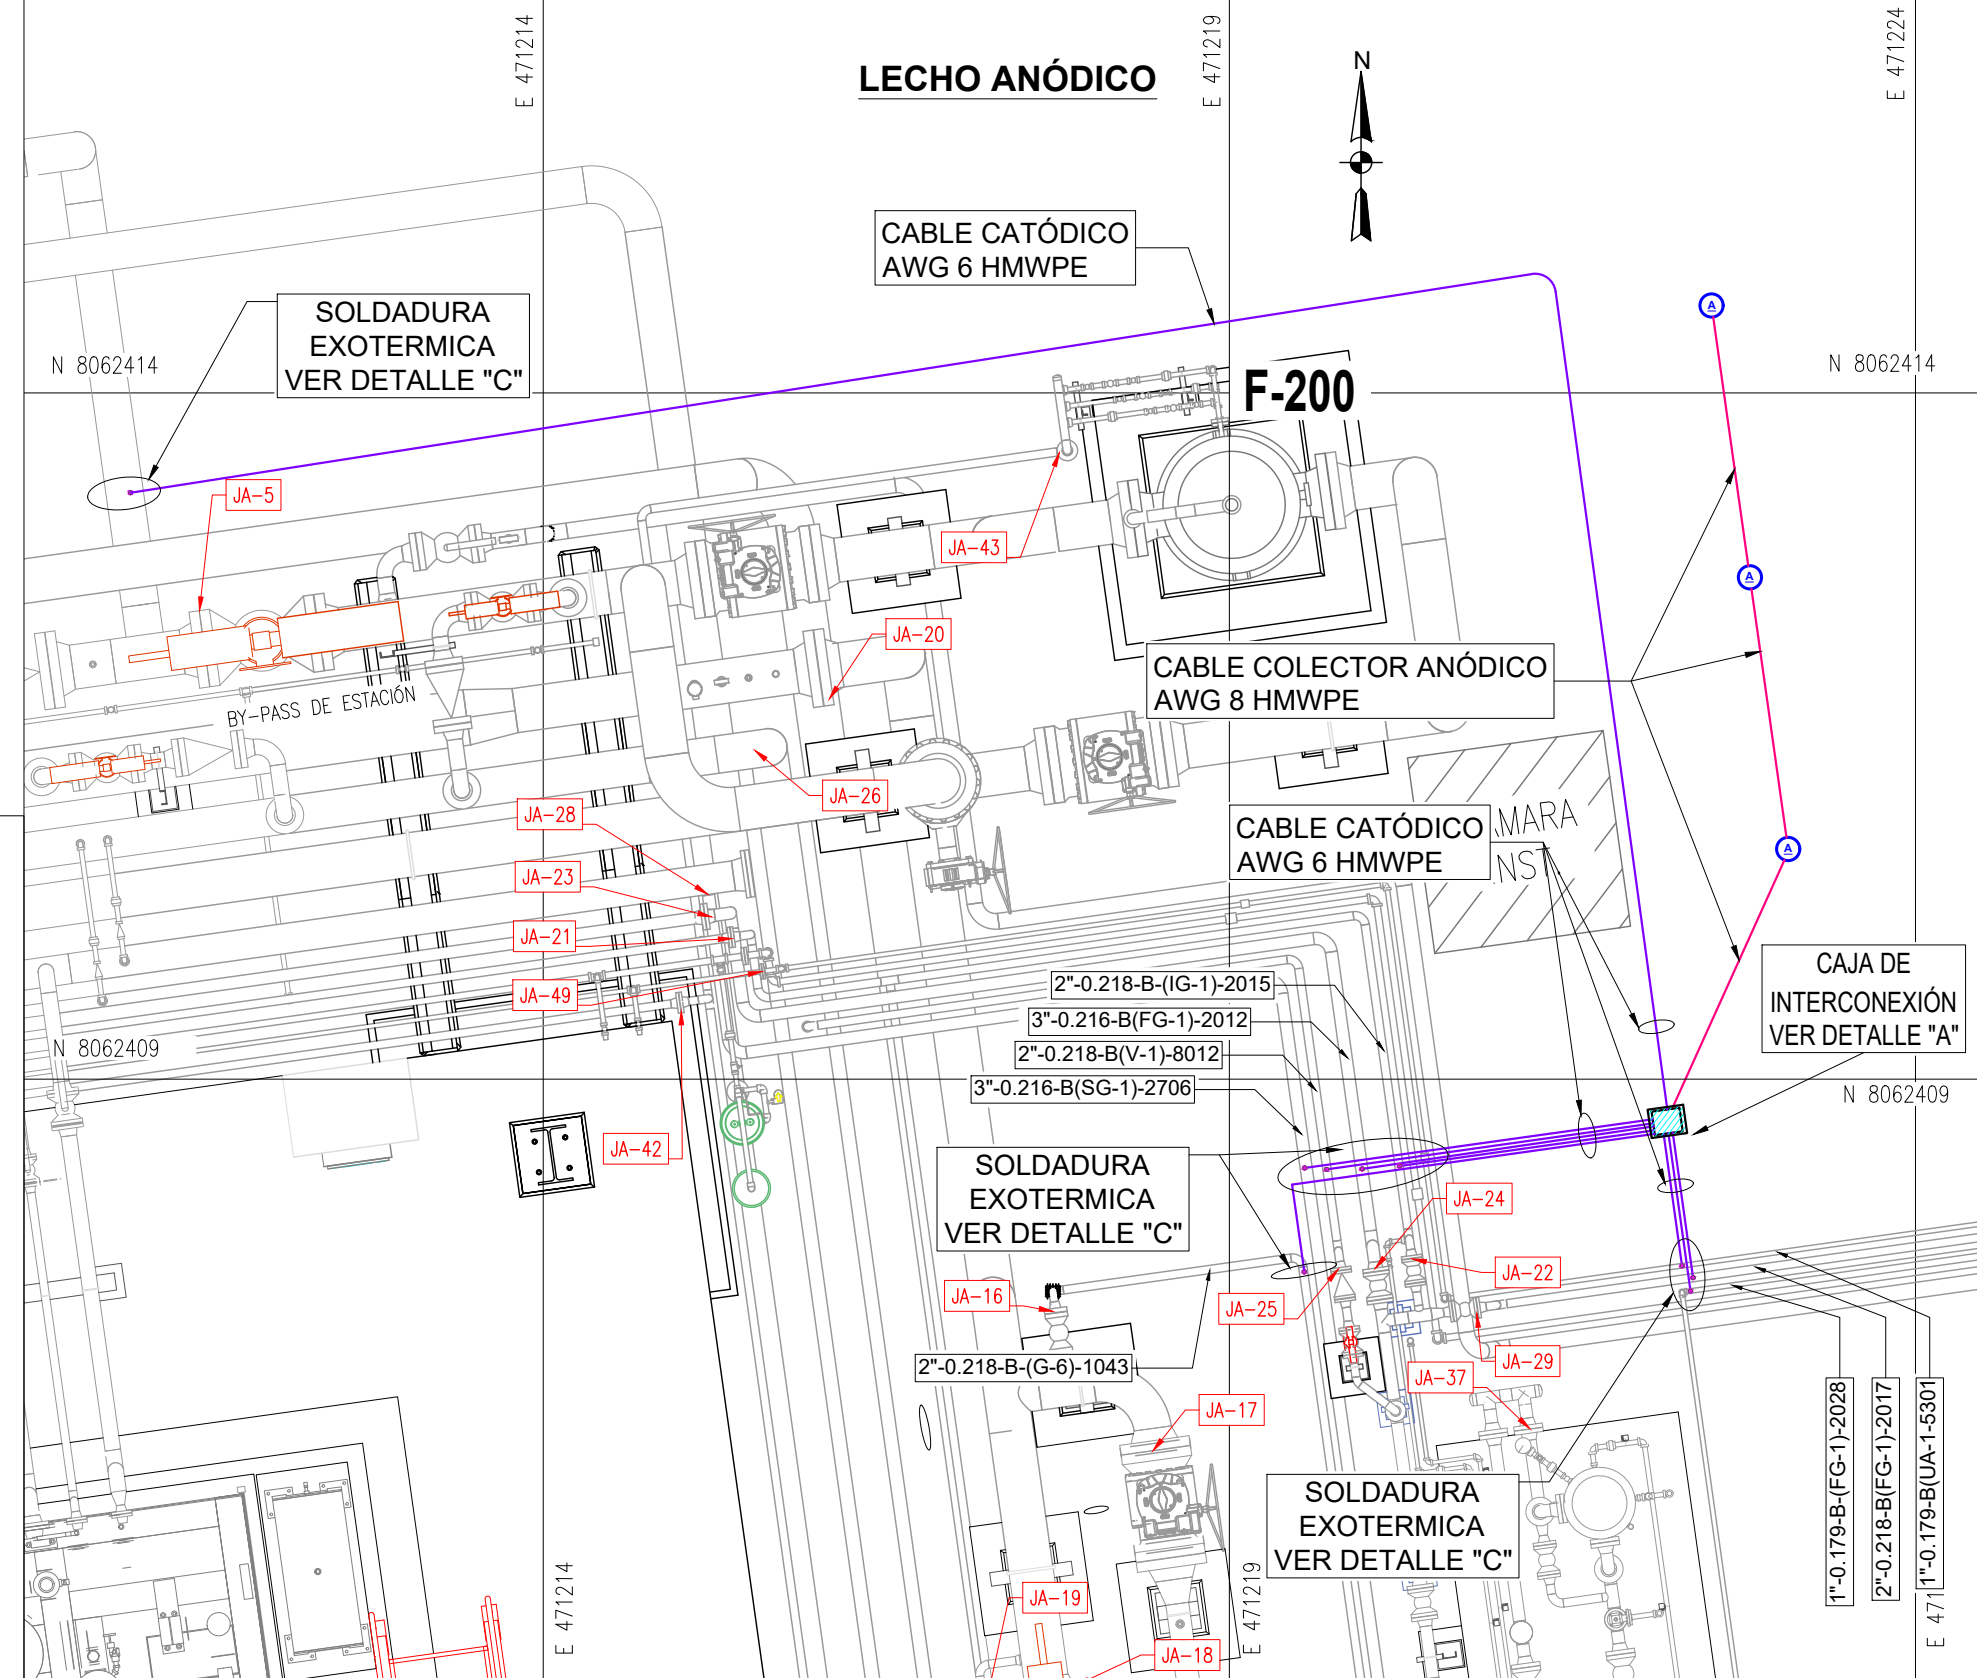 E 471214
E 471219
E 471224
LECHO ANÓDICO
N
CABLE CATÓDICO
AWG 6 HMWPE
SOLDADURA
EXOTERMICA
VER DETALLE "C"
N 8062414
N 8062414
F-200
A
JA-5
JA-43
A
JA-20
CABLE COLECTOR ANÓDICO
AWG 8 HMWPE
BY-PASS DE ESTACIÓN
JA-26
JA-28
CABLE CATÓDICO
AWG 6 HMWPE
MARA
NST
A
JA-23
JA-21
JA-49
2"-0.218-B-(IG-1)-2015
3"-0.216-B(FG-1)-2012
2"-0.218-B(V-1)-8012
3"-0.216-B(SG-1)-2706
CAJA DE
INTERCONEXIÓN
VER DETALLE "A"
N 8062409
N 8062409
JA-42
SOLDADURA
EXOTERMICA
VER DETALLE "C"
JA-24
JA-22
JA-16
JA-25
JA-29
2"-0.218-B-(G-6)-1043
JA-37
JA-17
1"-0.179-B-(FG-1)-2028
2"-0.218-B(FG-1)-2017
1"-0.179-B(UA-1-5301
SOLDADURA
EXOTERMICA
VER DETALLE "C"
E 471214
E 471219
E 471
JA-19
JA-18